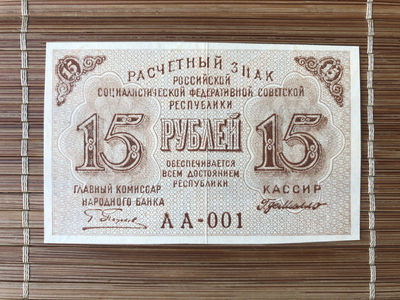 15 15
РАСЧЕТНЫЙ ЗНАК
РОССИЙСКОЙ
СОЦИАЛИСТИЧЕСКОЙ ФЕДЕРАТИВНОЙ СОВЕТСКОЙ
РЕСПУБЛИКИ
15 РУБЛЕЙ 15
ОБЕСПЕЧИВАЕТСЯ
ВСЕМ ДОСТОЯНИЕМ
РЕСПУБЛИКИ
ГЛАВНЫЙ КОМИССАР
НАРОДНОГО БАНКА
КАССИР
АА-001